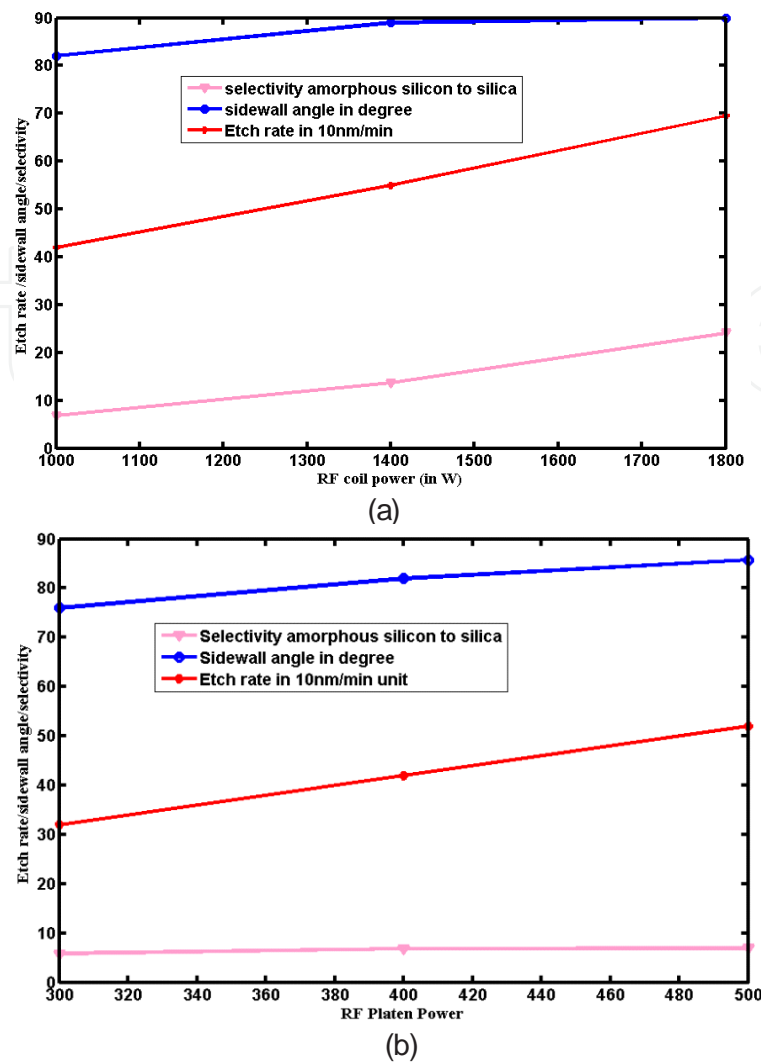 90
80
70
60
50
40
30
20
10
0
Etch rate /sidewall angle/selectivity
selectivity amorphous silicon to silica
sidewall angle in degree
Etch rate in 10nm/min
1000 1100 1200 1300 1400 1500 1600 1700 1800
RF coil power (in W)
(a)
90
80
70
60
50
40
30
20
10
0
Etch rate/sidewall angle/selectivity
Selectivity amorphous silicon to silica
Sidewall angle in degree
Etch rate in 10nm/min unit
300 320 340 360 380 400 420 440 460 480 500
RF Platen Power
(b)